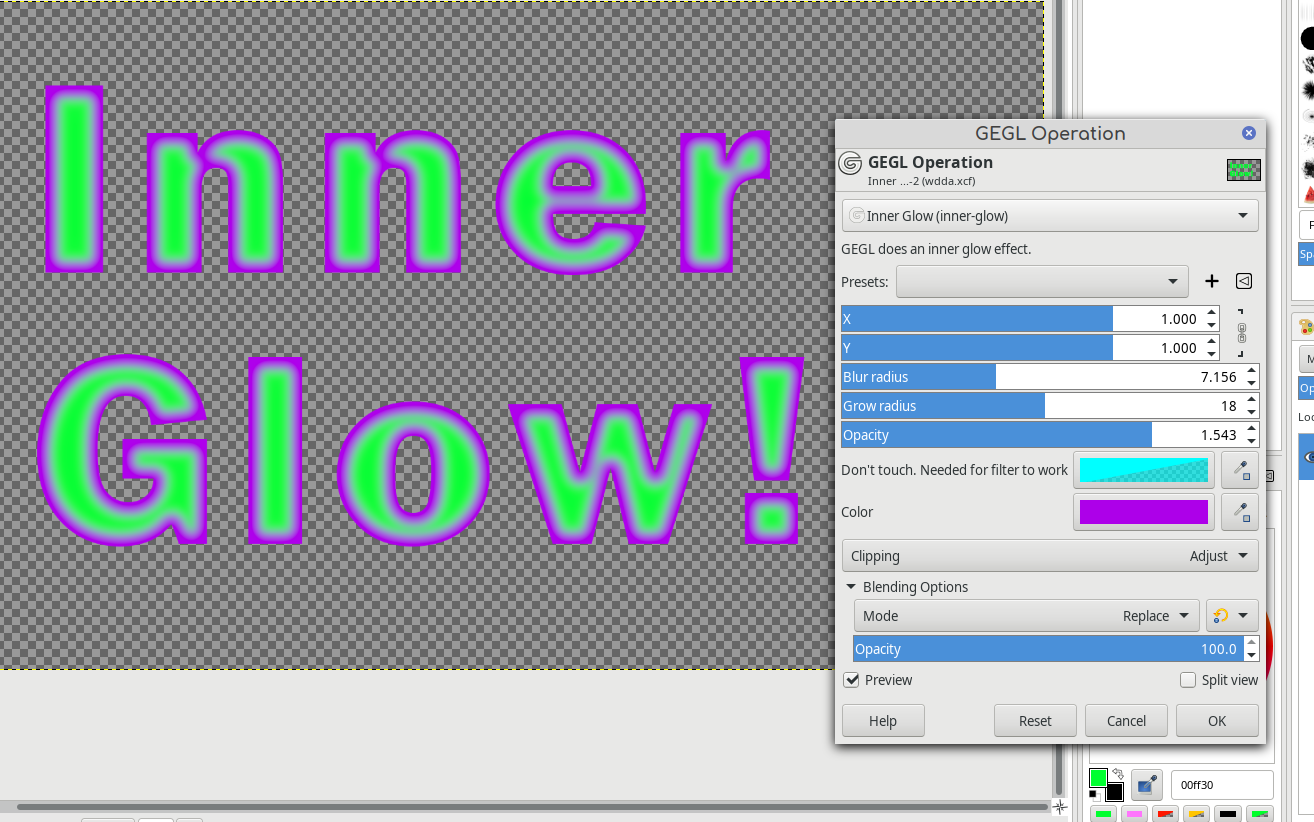 Inner
Glow!
GEGL Operation
GEGL Operation
Inner ...-2 (wdda.xcf)
Inner Glow (inner-glow)
GEGL does an inner glow effect.
Presets:
X 1.000
Y 1.000
Blur radius 7.156
Grow radius 18
Opacity 1.543
Don't touch. Needed for filter to work
Color
Clipping Adjust
Blending Options
Mode Replace
Opacity 100.0
Preview Split view
Help Reset Cancel OK
00ff30